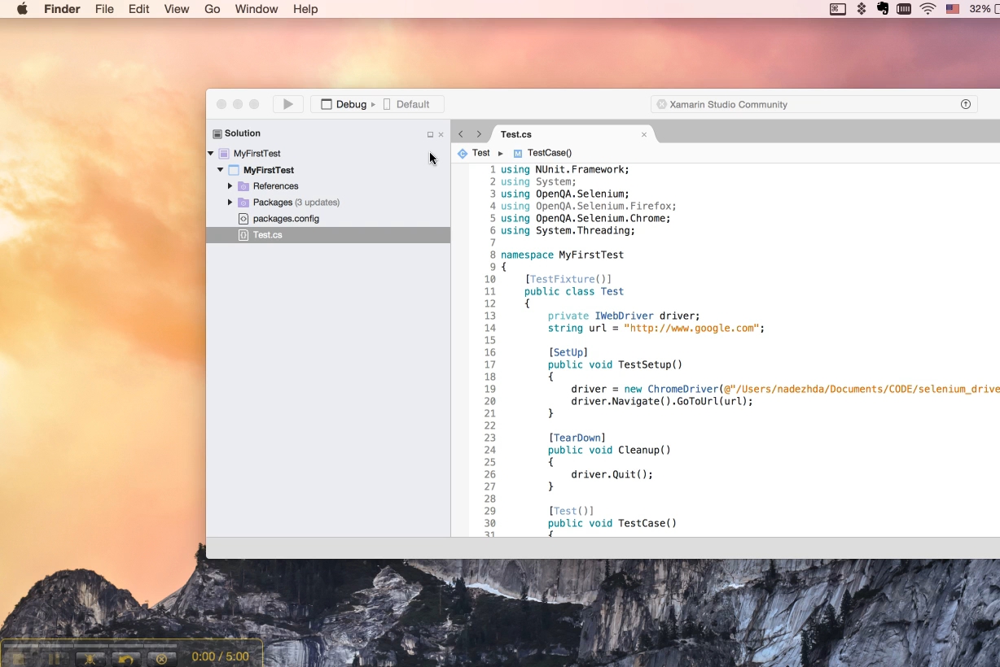 Finder File Edit View Go Window Help 32%
Debug Default Xamarin Studio Community
Solution
MyFirstTest
MyFirstTest
References
Packages (3 updates)
packages.config
Test.cs
Test.cs
Test TestCase()
1 using NUnit.Framework;
2 using System;
3 using OpenQA.Selenium;
4 using OpenQA.Selenium.Firefox;
5 using OpenQA.Selenium.Chrome;
6 using System.Threading;
7
8 namespace MyFirstTest
9 {
10 [TestFixture()]
11 public class Test
12 {
13 private IWebDriver driver;
14 string url = "http://www.google.com";
15
16 [SetUp]
17 public void TestSetup()
18 {
19 driver = new ChromeDriver(@"/Users/nadezhda/Documents/CODE/selenium_drive
20 driver.Navigate().GoToUrl(url);
21 }
22
23 [TearDown]
24 public void Cleanup()
25 {
26 driver.Quit();
27 }
28
29 [Test()]
30 public void TestCase()
31 {
0:00 / 5:00